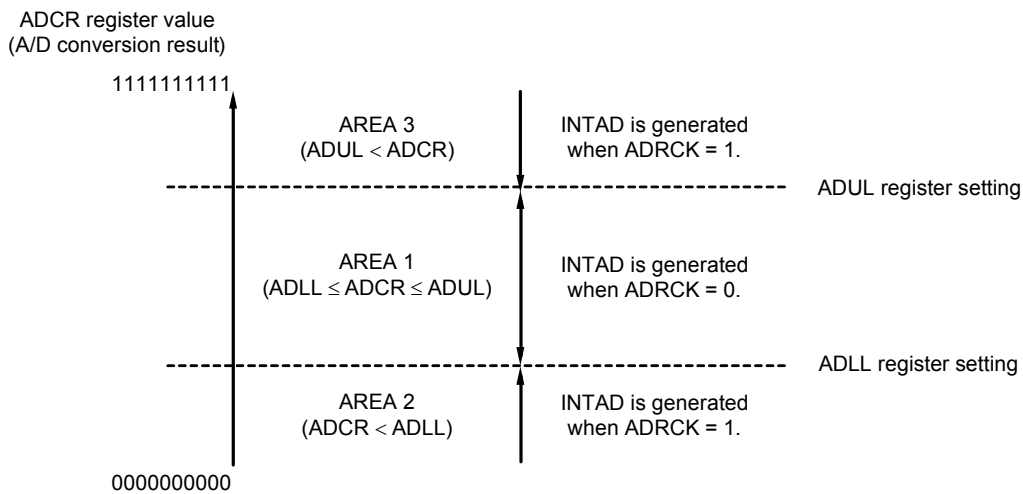 ADCR register value
(A/D conversion result)
1111111111
AREA 3
(ADUL < ADCR)
INTAD is generated
when ADRCK = 1.
ADUL register setting
AREA 1
(ADLL ≤ ADCR ≤ ADUL)
INTAD is generated
when ADRCK = 0.
ADLL register setting
AREA 2
(ADCR < ADLL)
INTAD is generated
when ADRCK = 1.
0000000000